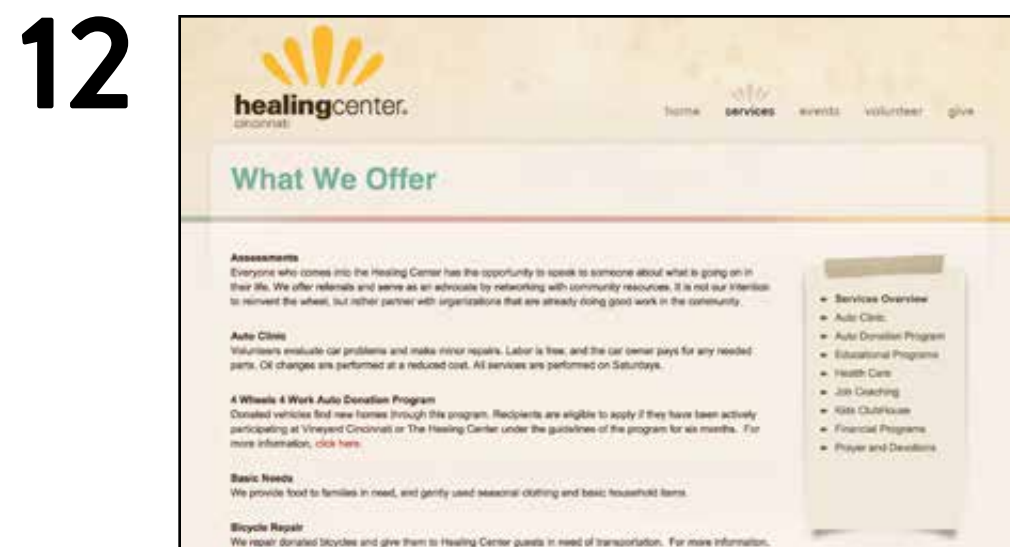 12
healingcenter.
cincinnati
home services events volunteer give
What We Offer
Assessments
Everyone who comes into the Healing Center has the opportunity to speak to someone about what is going on in
their life. We offer referrals and serve as an advocate by networking with community resources. It is not our intention
to reinvent the wheel, but rather partner with organizations that are already doing good work in the community.
Auto Clinic
Volunteers evaluate car problems and make minor repairs. Labor is free, and the car owner pays for any needed
parts. Oil changes are performed at a reduced cost. All services are performed on Saturdays.
4 Wheels 4 Work Auto Donation Program
Donated vehicles find new homes through this program. Recipients are eligible to apply if they have been actively
participating at Vineyard Cincinnati or The Healing Center under the guidelines of the program for six months. For
more information, click here.
Basic Needs
We provide food to families in need, and gently used seasonal clothing and basic household items.
Bicycle Repair
We repair donated bicycles and give them to Healing Center guests in need of transportation. For more information,
Services Overview
Auto Clinic
Auto Donation Program
Educational Programs
Health Care
Job Coaching
Kids ClubHouse
Financial Programs
Prayer and Devotions